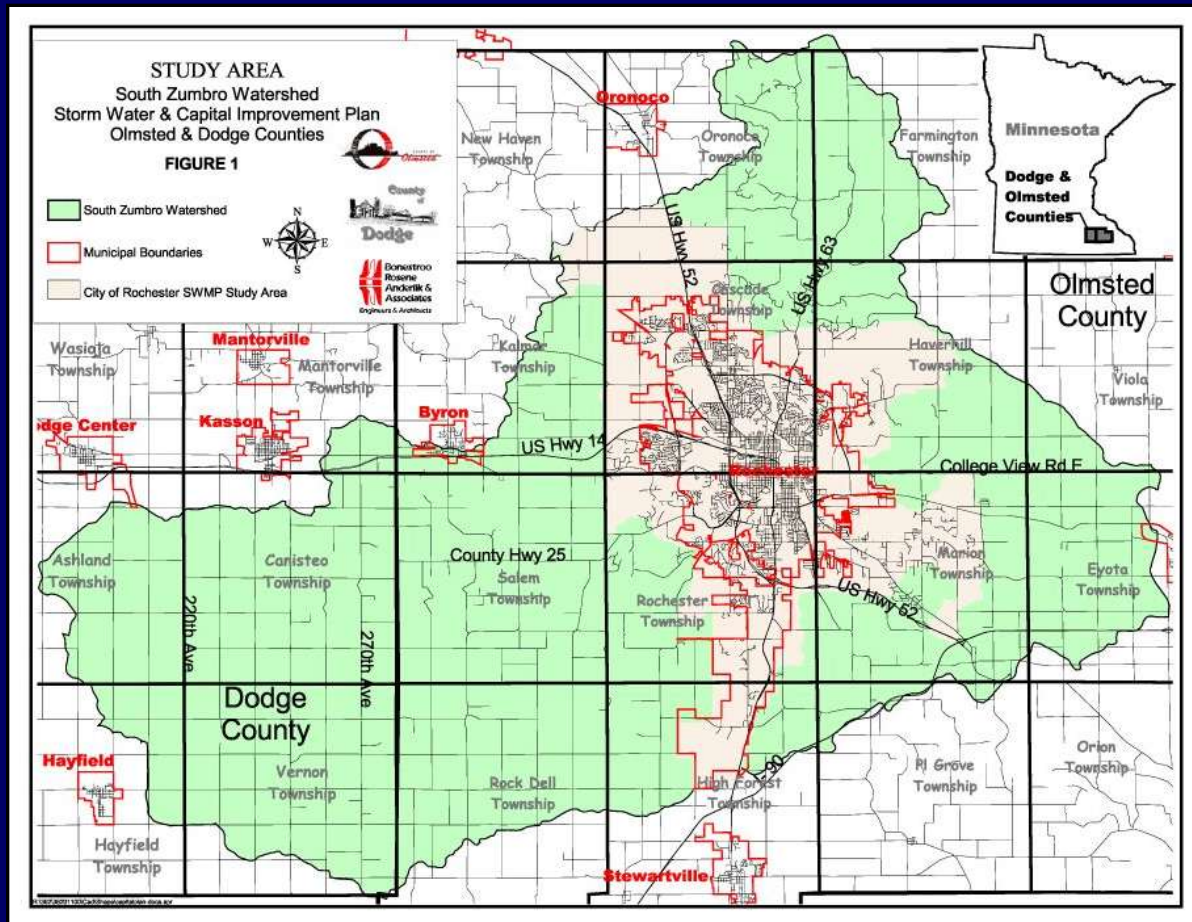 STUDY AREA
South Zumbro Watershed
Storm Water & Capital Improvement Plan
Olmsted & Dodge Counties
FIGURE 1
Olmsted
South Zumbro Watershed
County
of
Dodge
N
W E
S
Municipal Boundaries
City of Rochester SWMP Study Area
Bonestroo
Rosene
Anderlik &
Associates
Engineers & Architects
Minnesota
Dodge &
Olmsted
Counties
Oronoco
New Haven
Township
Oronoco
Township
Farmington
Township
US Hwy 52
US Hwy 63
Olmsted
County
Cascade
Township
Wasioja
Township
Mantorville
Mantorville
Township
Kalmar
Township
Haverhill
Township
Viola
Township
odge Center
Kasson
Byron
US Hwy 14
Rochester
College View Rd E
Ashland
Township
Canisteo
Township
County Hwy 25
Salem
Township
Marion
Township
Eyota
Township
Rochester
Township
US Hwy 52
220th Ave
270th Ave
Dodge
County
Hayfield
Vernon
Township
Rock Dell
Township
I-90
High Forest
Township
Pl Grove
Township
Orion
Township
Hayfield
Township
Stewartville